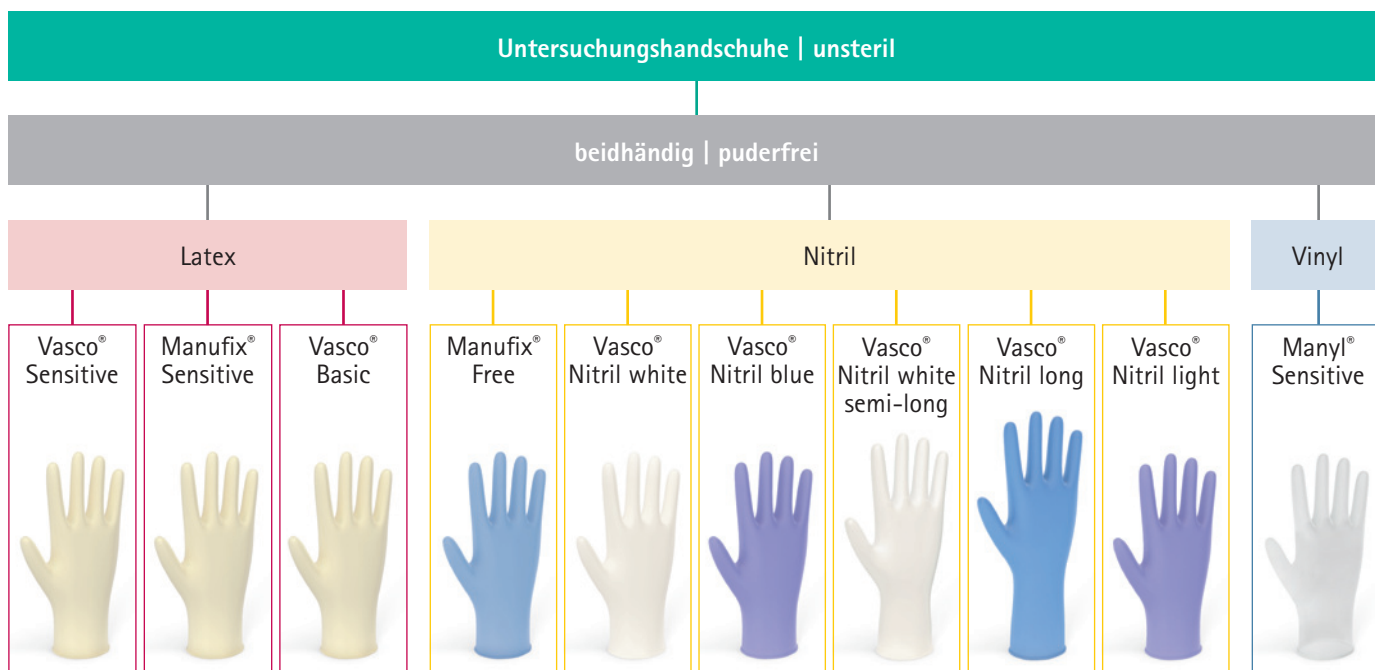 Untersuchungshandschuhe | unsteril
beidhändig | puderfrei
Latex
Nitril
Vinyl
Vasco®
Sensitive
Manufix®
Sensitive
Vasco®
Basic
Manufix®
Free
Vasco®
Nitril white
Vasco®
Nitril blue
Vasco®
Nitril white
semi-long
Vasco®
Nitril long
Vasco®
Nitril light
Manyl®
Sensitive